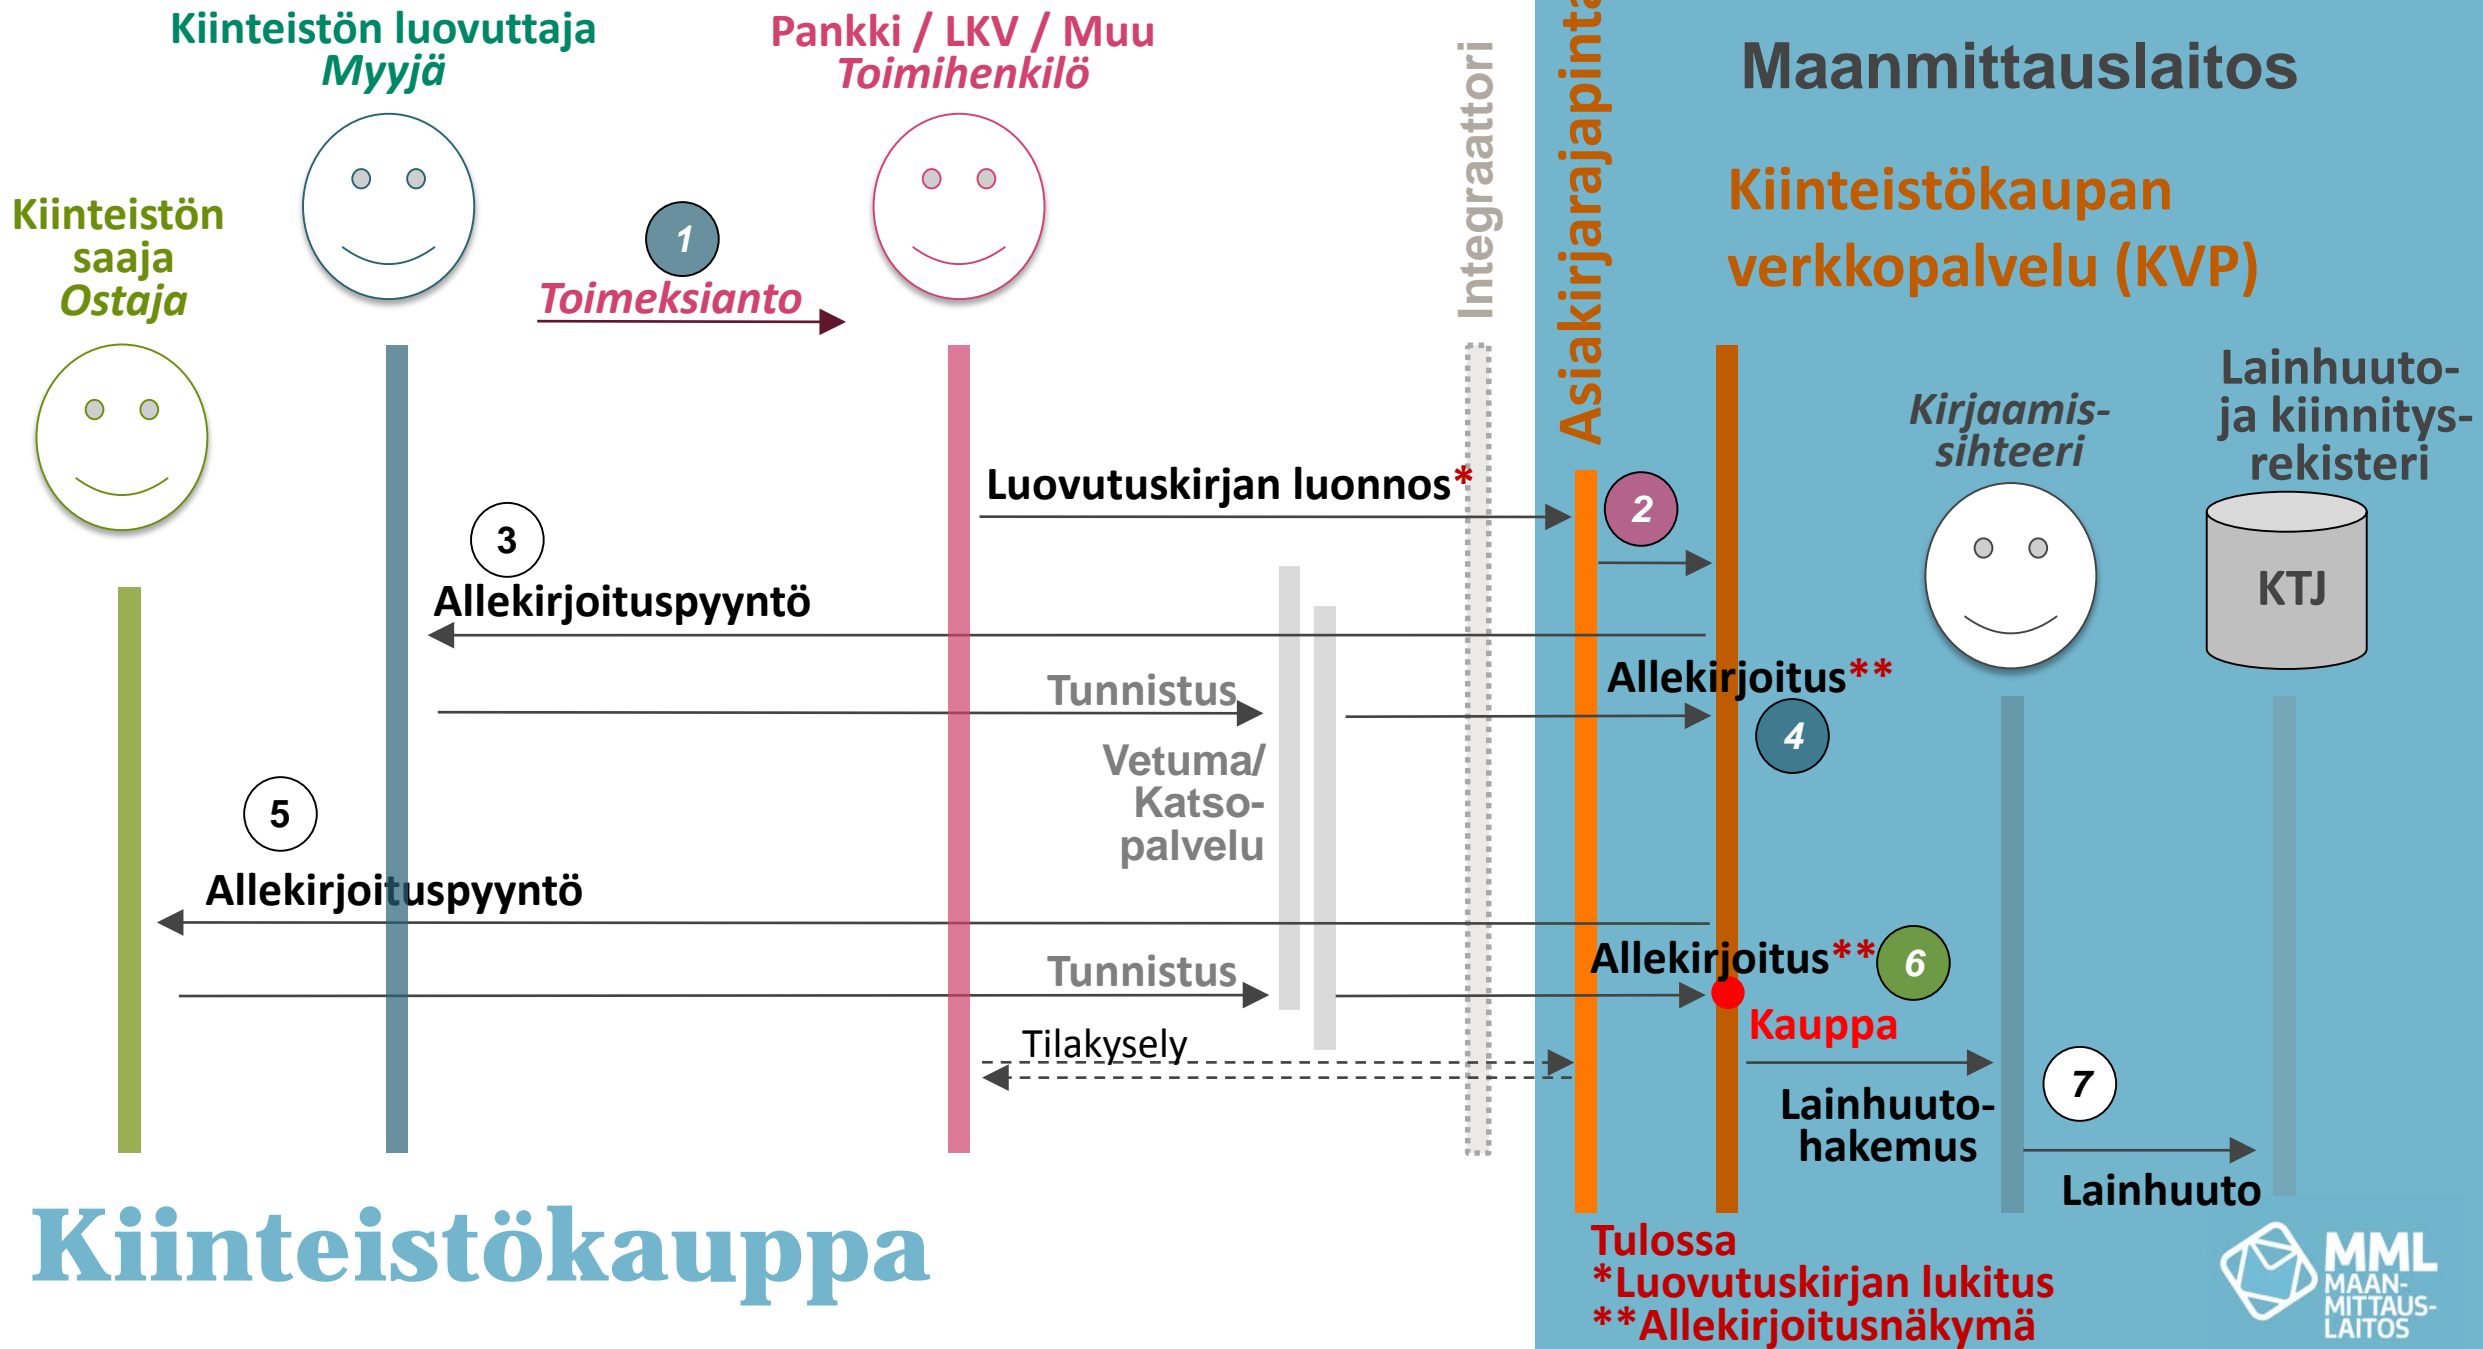 Kiinteistön luovuttaja
Myyjä
Pankki / LKV / Muu
Toimihenkilö
Kiinteistön
saaja
Ostaja
1
Toimeksianto
Integraattori
Asiakirjarajapinta
Maanmittauslaitos
Kiinteistökaupan
verkkopalvelu (KVP)
Kirjaamis-
sihteeri
Lainhuuto-
ja kiinnitys-
rekisteri
KTJ
Luovutuskirjan luonnos*
2
3
Allekirjoituspyyntö
Tunnistus
Allekirjoitus**
4
Vetuma/
Katso-
palvelu
5
Allekirjoituspyyntö
Tunnistus
Allekirjoitus**
6
Kauppa
Tilakysely
Lainhuuto-
hakemus
7
Lainhuuto
Kiinteistökauppa
Tulossa
*Luovutuskirjan lukitus
**Allekirjoitusnäkymä
MML
MAAN-
MITTAUS-
LAITOS